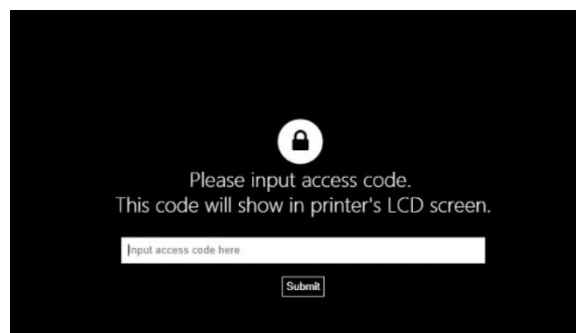 Please input access code.
This code will show in printer's LCD screen.
Input access code here
Submit